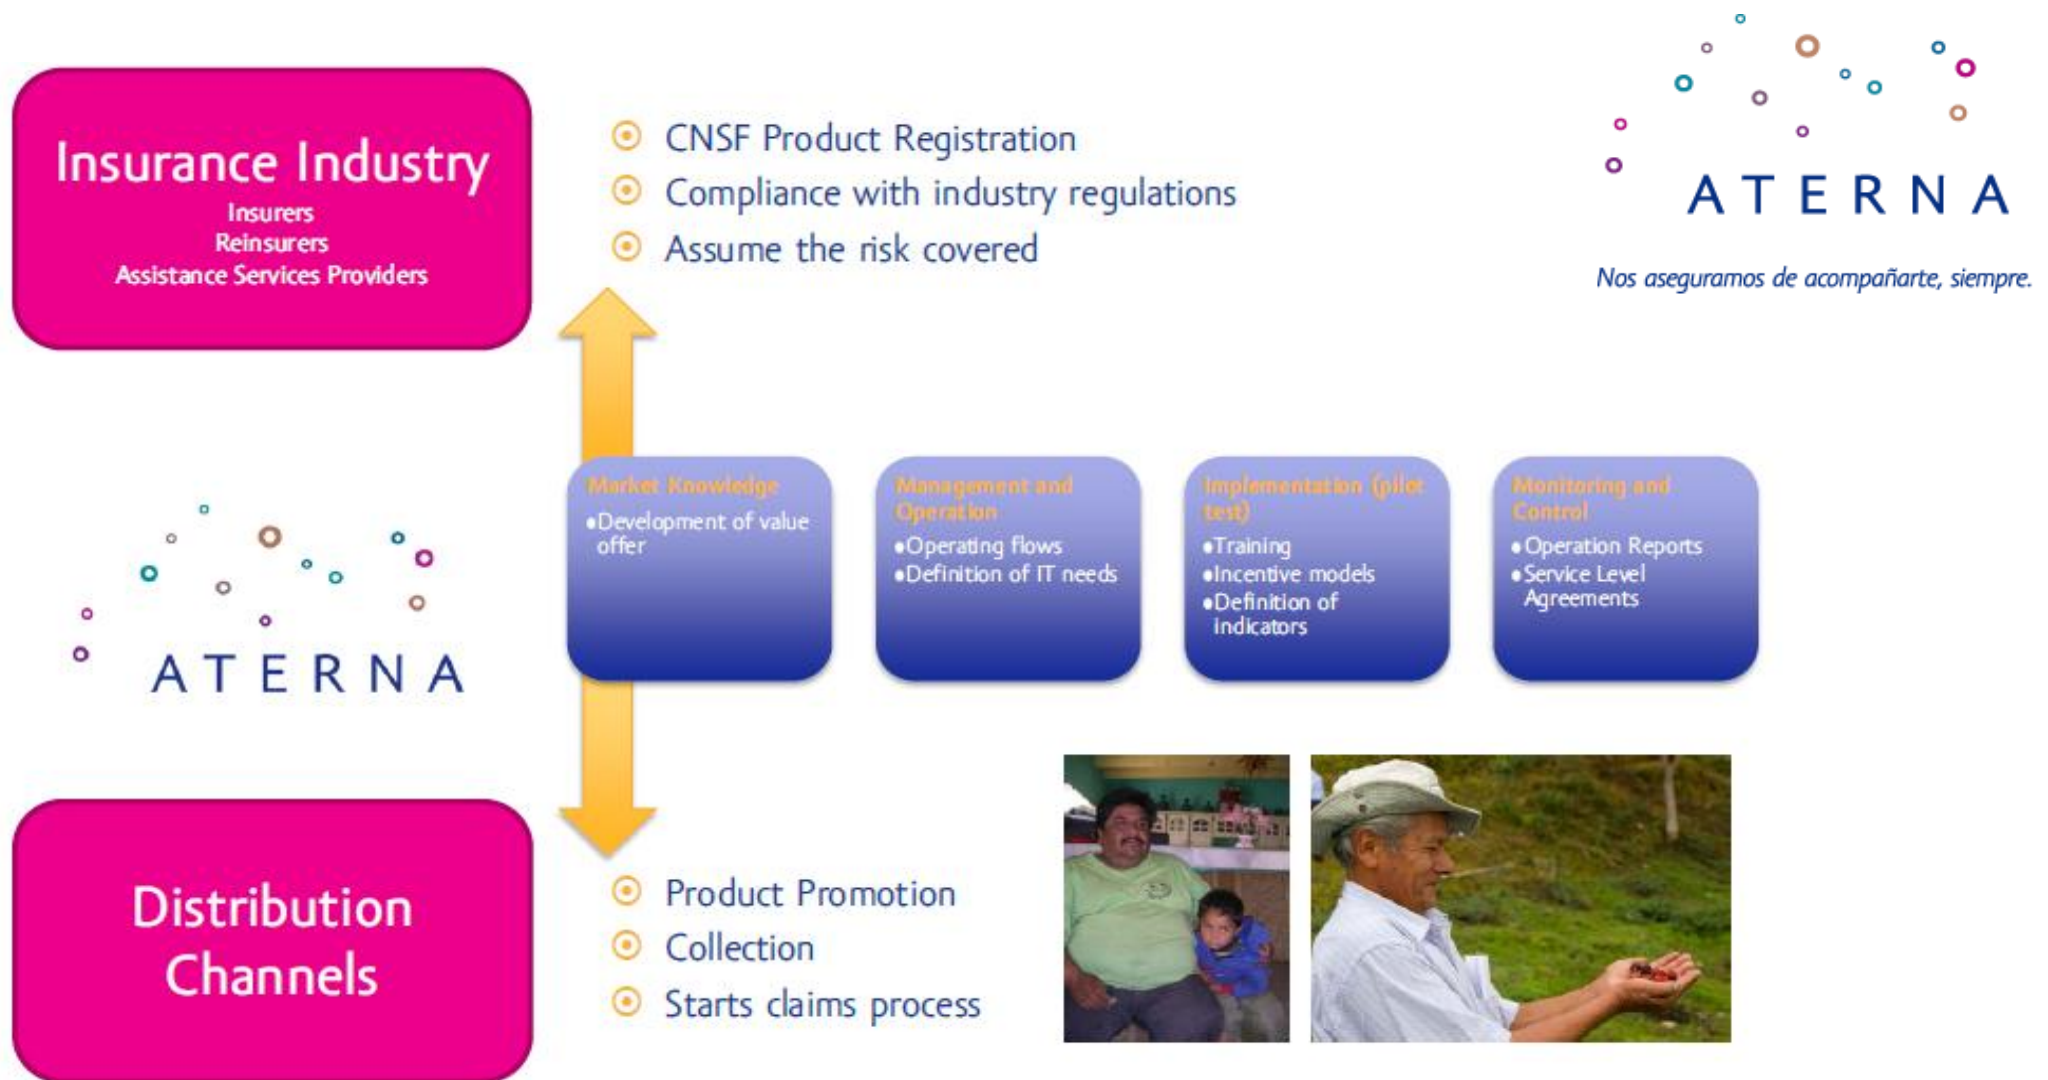 Insurance Industry
Insurers
Reinsurers
Assistance Services Providers
CNSF Product Registration
Compliance with industry regulations
Assume the risk covered
ATERNA
Nos aseguramos de acompañarte, siempre.
ATERNA
Market Knowledge
•Development of value
offer
Management and
Operation
•Operating flows
•Definition of IT needs
Implementation (pilot
test)
•Training
•Incentive models
•Definition of
indicators
Monitoring and
Control
•Operation Reports
•Service Level
Agreements
Distribution
Channels
Product Promotion
Collection
Starts claims process